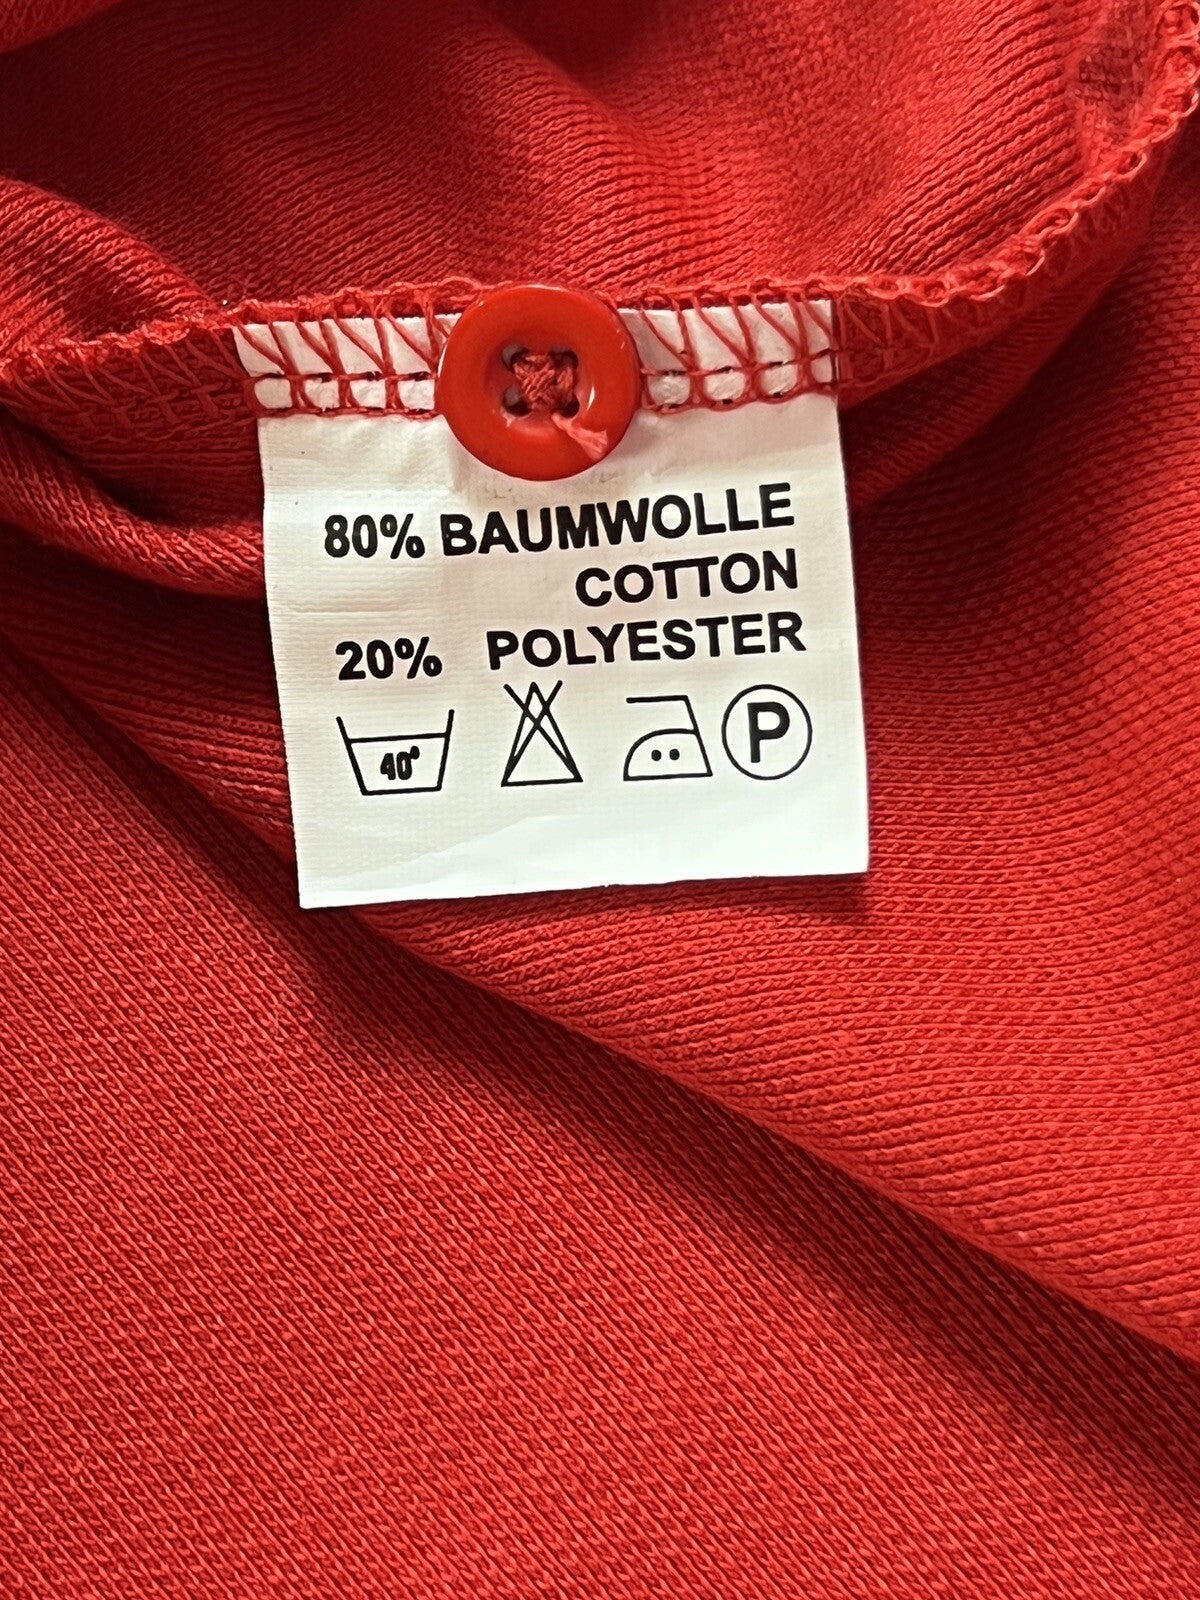 80% BAUMWOLLE
COTTON
20% POLYESTER
40° P